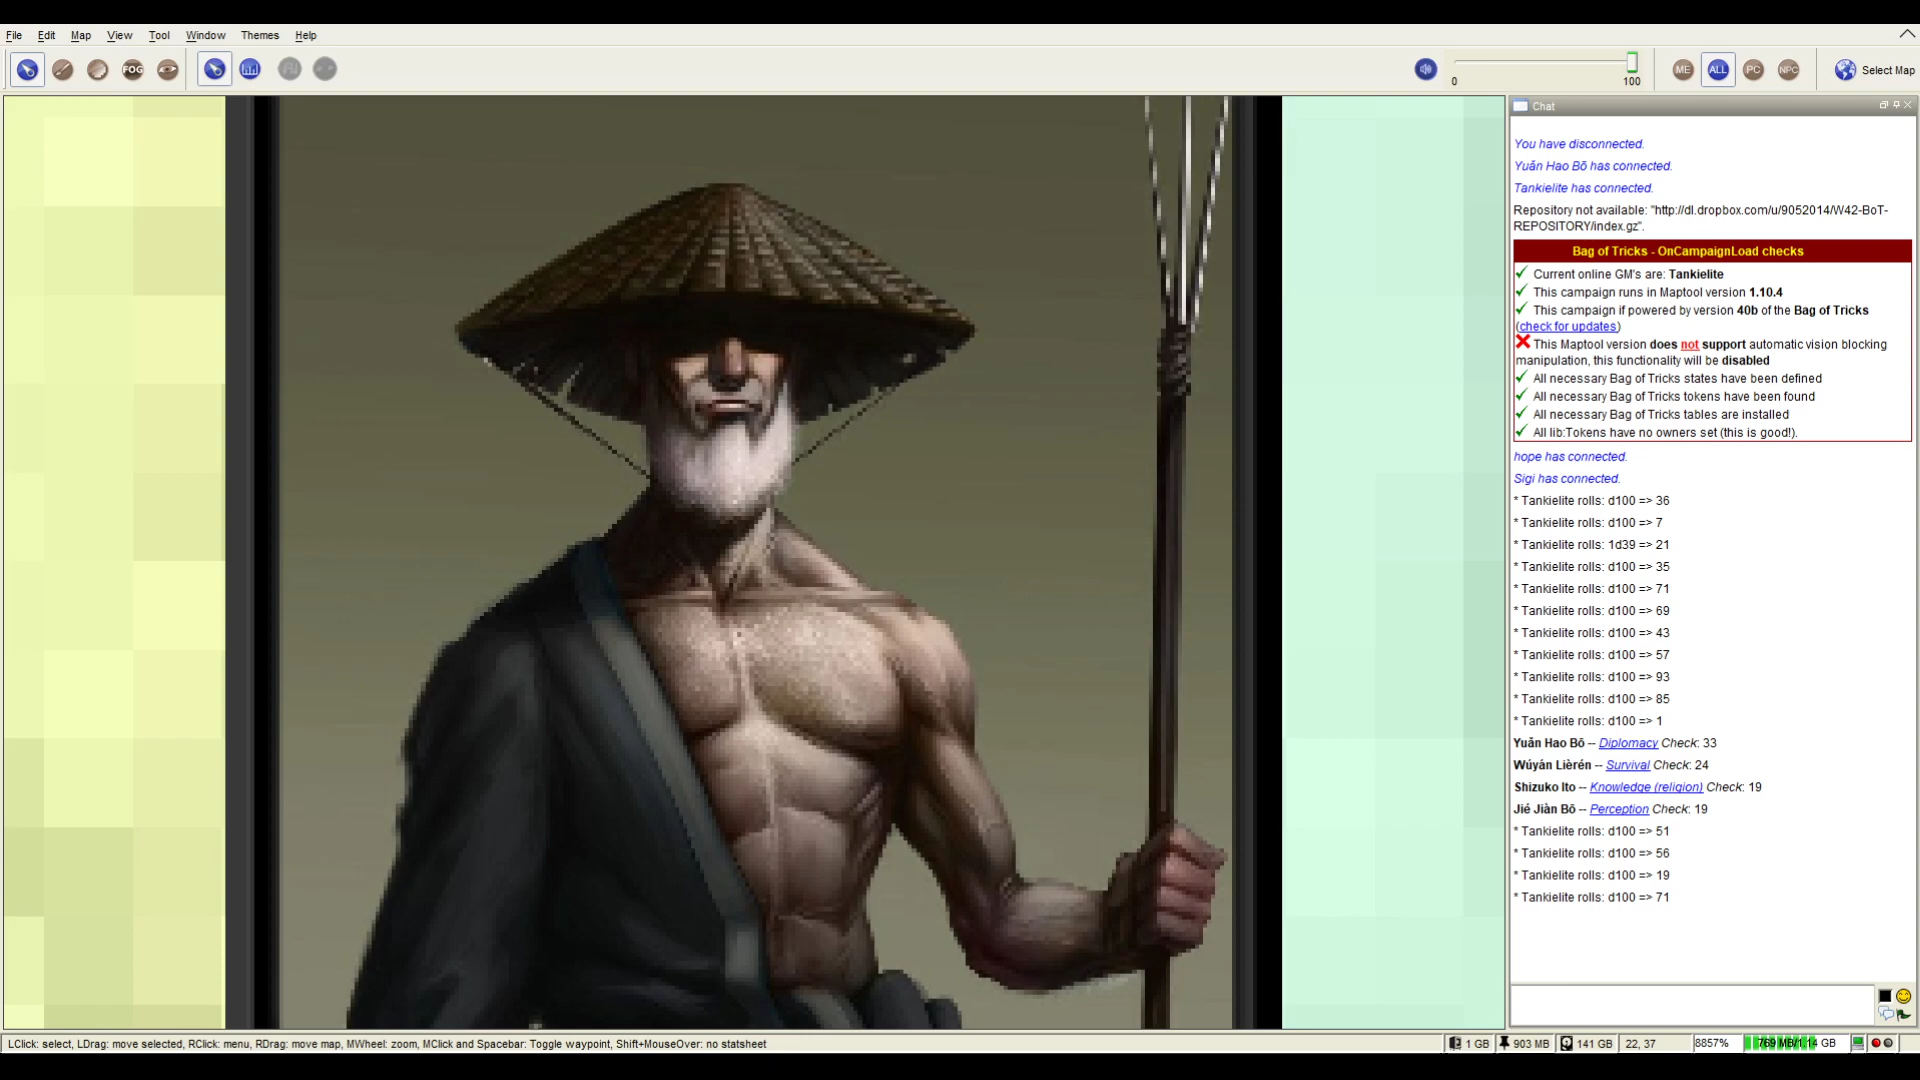 File Edit Map View Tool Window Themes Help
FOG
0 100
ME ALL PC NPC Select Map
Chat
You have disconnected.
Yuǎn Hao Bō has connected.
Tankielite has connected.
Repository not available: "http://dl.dropbox.com/u/9052014/W42-BoT-
REPOSITORY/index.gz".
Bag of Tricks - OnCampaignLoad checks
Current online GM's are: Tankielite
This campaign runs in Maptool version 1.10.4
This campaign if powered by version 40b of the Bag of Tricks
(check for updates)
This Maptool version does not support automatic vision blocking
manipulation, this functionality will be disabled
All necessary Bag of Tricks states have been defined
All necessary Bag of Tricks tokens have been found
All necessary Bag of Tricks tables are installed
All lib:Tokens have no owners set (this is good!).
hope has connected.
Sigi has connected.
* Tankielite rolls: d100 => 36
* Tankielite rolls: d100 => 7
* Tankielite rolls: 1d39 => 21
* Tankielite rolls: d100 => 35
* Tankielite rolls: d100 => 71
* Tankielite rolls: d100 => 69
* Tankielite rolls: d100 => 43
* Tankielite rolls: d100 => 57
* Tankielite rolls: d100 => 93
* Tankielite rolls: d100 => 85
* Tankielite rolls: d100 => 1
Yuǎn Hao Bō -- Diplomacy Check: 33
Wúyán Lièrén -- Survival Check: 24
Shizuko Ito -- Knowledge (religion) Check: 19
Jié Jiàn Bō -- Perception Check: 19
* Tankielite rolls: d100 => 51
* Tankielite rolls: d100 => 56
* Tankielite rolls: d100 => 19
* Tankielite rolls: d100 => 71
LClick: select, LDrag: move selected, RClick: menu, RDrag: move map, MWheel: zoom, MClick and Spacebar: Toggle waypoint, Shift+MouseOver: no statsheet
1 GB 903 MB 141 GB 22, 37 8857% 769 MB/1.14 GB